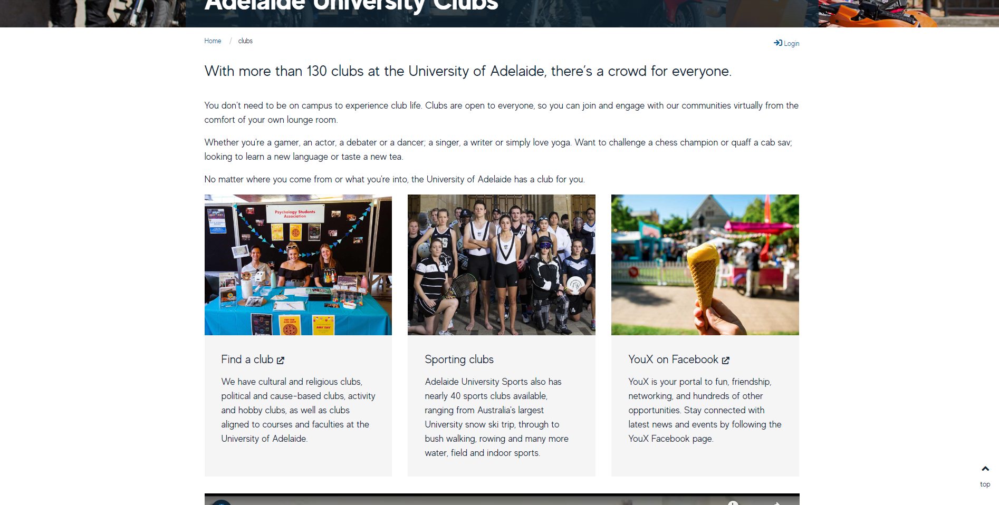 Adelaide University Clubs
Home / clubs
Login
With more than 130 clubs at the University of Adelaide, there's a crowd for everyone.
You don't need to be on campus to experience club life. Clubs are open to everyone, so you can join and engage with our communities virtually from the
comfort of your own lounge room.
Whether you're a gamer, an actor, a debater or a dancer; a singer, a writer or simply love yoga. Want to challenge a chess champion or quaff a cab sav;
looking to learn a new language or taste a new tea.
No matter where you come from or what you're into, the University of Adelaide has a club for you.
Psychology Students
Association
BAKE SALE
Find a club
We have cultural and religious clubs,
political and cause-based clubs, activity
and hobby clubs, as well as clubs
aligned to courses and faculties at the
University of Adelaide.
Sporting clubs
Adelaide University Sports also has
nearly 40 sports clubs available,
ranging from Australia's largest
University snow ski trip, through to
bush walking, rowing and many more
water, field and indoor sports.
YouX on Facebook
YouX is your portal to fun, friendship,
networking, and hundreds of other
opportunities. Stay connected with
latest news and events by following the
YouX Facebook page.
top